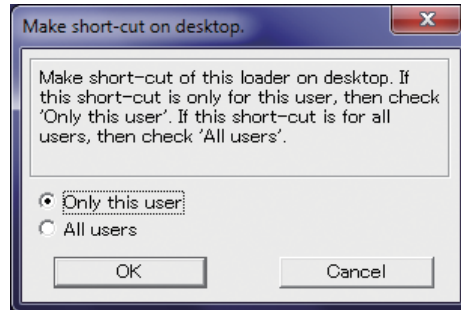 Make short-cut on desktop.
Make short-cut of this loader on desktop. If
this short-cut is only for this user, then check
'Only this user'. If this short-cut is for all
users, then check 'All users'.
Only this user
All users
OK
Cancel